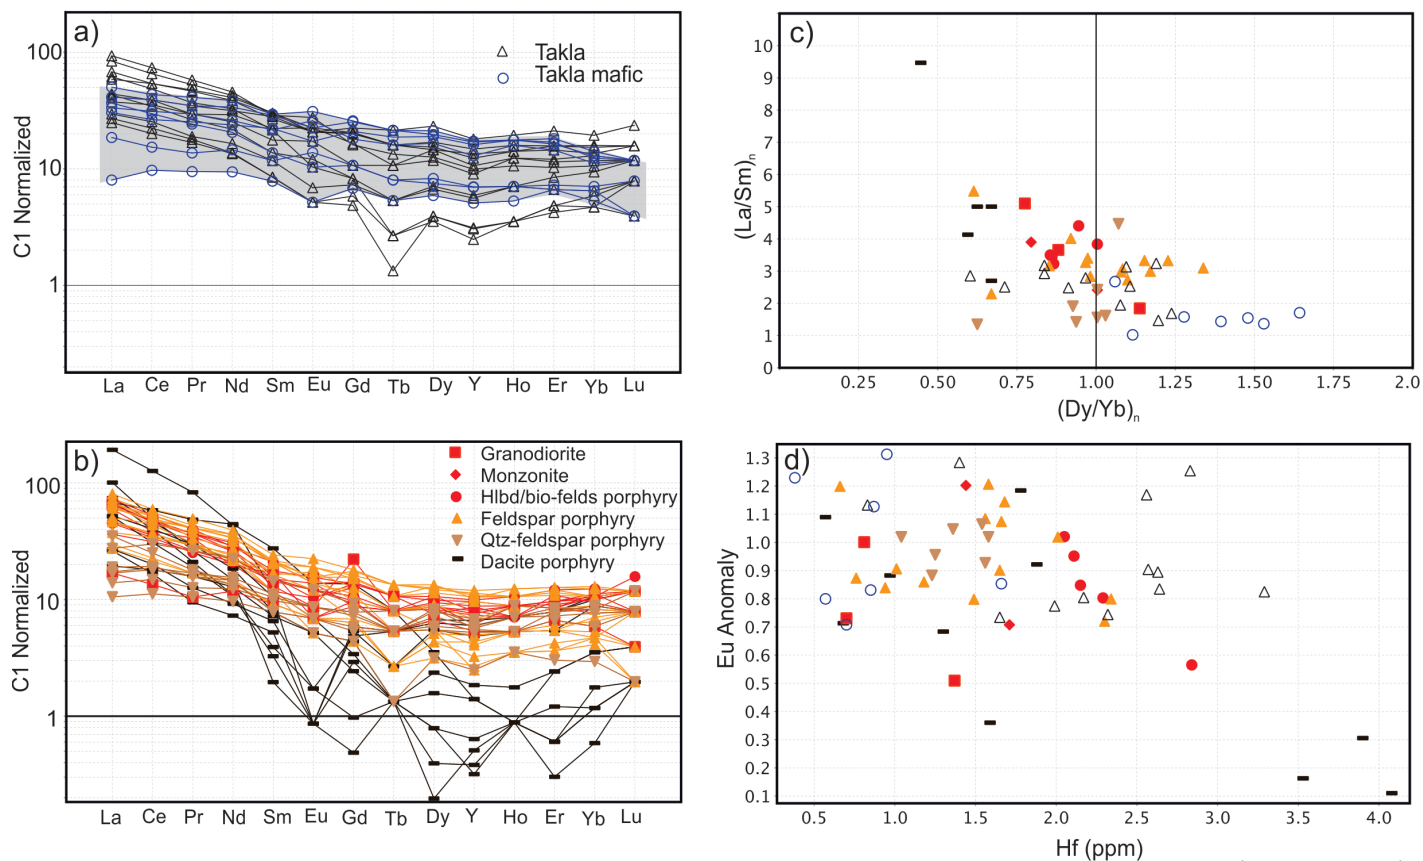 a)
Takla
Takla mafic
100
10
1
C1 Normalized
La Ce Pr Nd Sm Eu Gd Tb Dy Y Ho Er Yb Lu
c)
10
9
8
7
6
5
4
3
2
1
0
(La/Sm)n
0.25 0.50 0.75 1.00 1.25 1.50 1.75 2.0
(Dy/Yb)n
b)
Granodiorite
Monzonite
Hlbd/bio-felds porphyry
Feldspar porphyry
Qtz-feldspar porphyry
Dacite porphyry
100
10
1
C1 Normalized
La Ce Pr Nd Sm Eu Gd Tb Dy Y Ho Er Yb Lu
d)
1.3
1.2
1.1
1.0
0.9
0.8
0.7
0.6
0.5
0.4
0.3
0.2
0.1
Eu Anomaly
0.5 1.0 1.5 2.0 2.5 3.0 3.5 4.0
Hf (ppm)